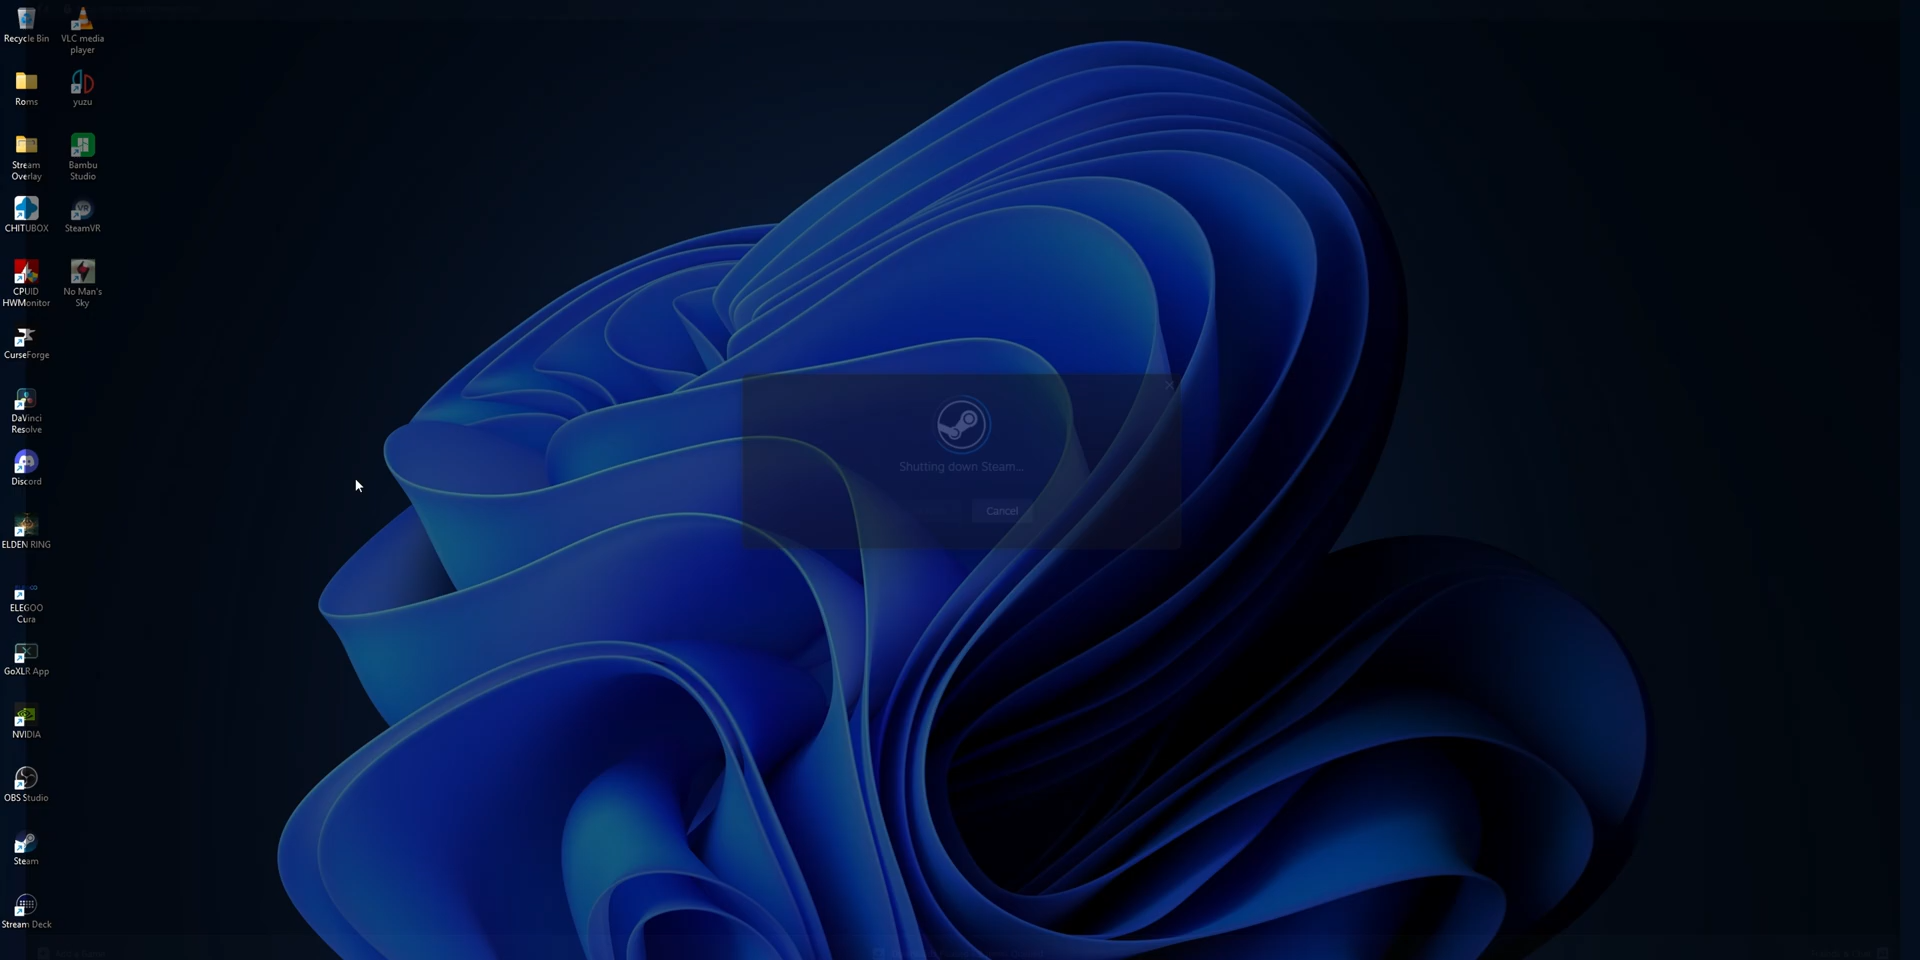 Recycle Bin
VLC media
player
Roms
yuzu
Stream
Overlay
Bambu
Studio
CHITUBOX
SteamVR
CPUID
HWMonitor
No Man's
Sky
CurseForge
DaVinci
Resolve
Discord
ELDEN RING
ELEGOO
Cura
GoXLR App
NVIDIA
OBS Studio
Steam
Stream Deck
Shutting down Steam...
Cancel